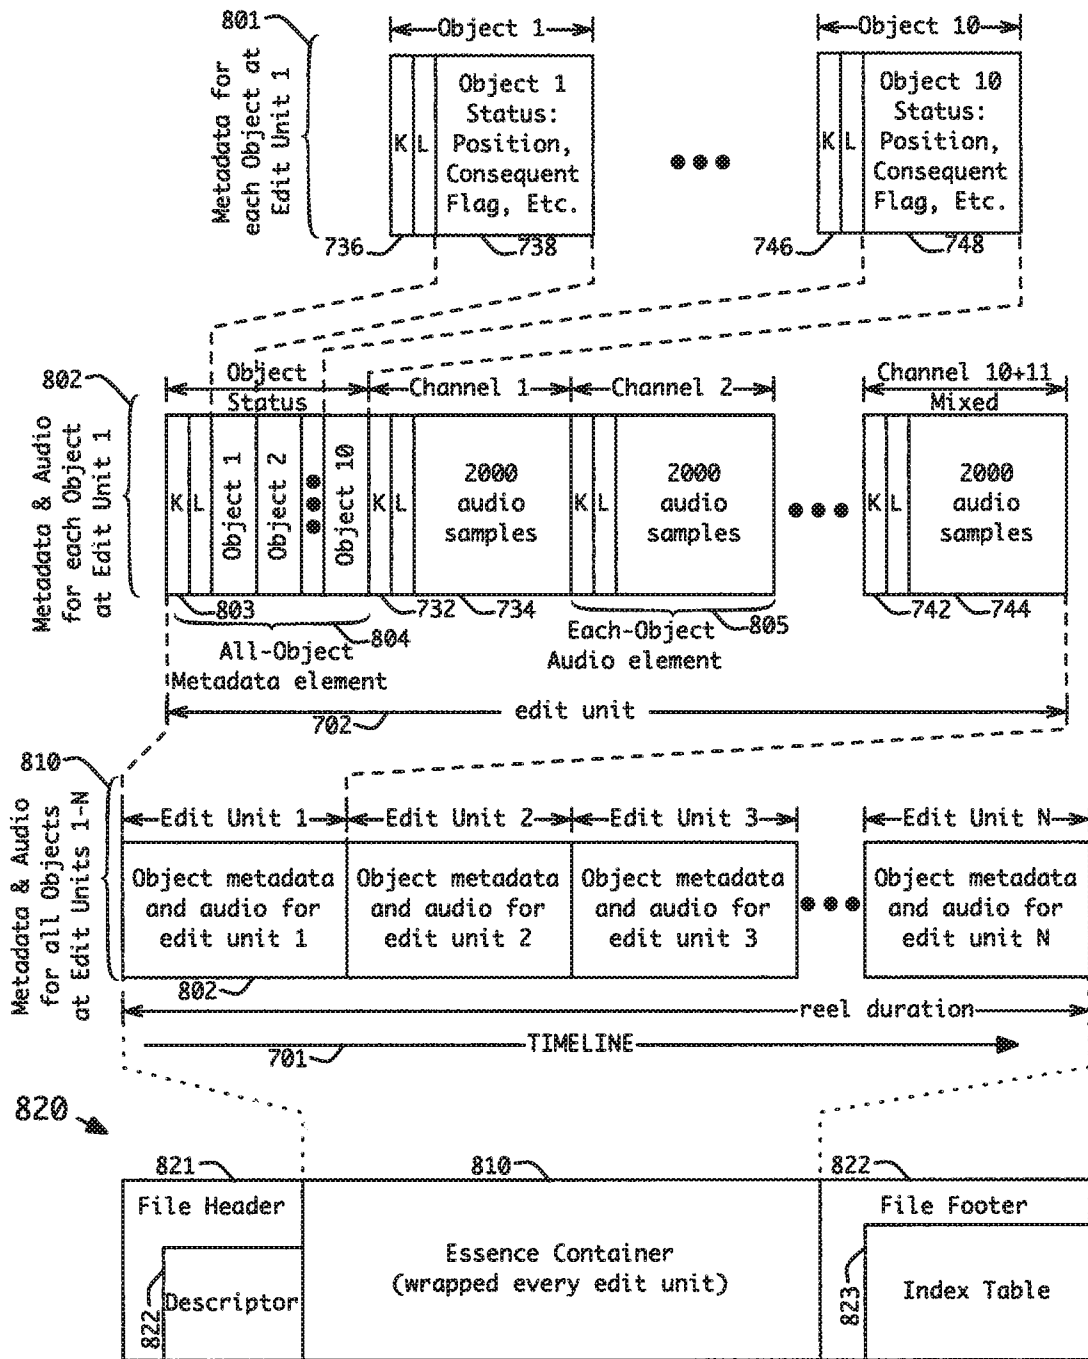 801
Metadata for
each Object at
Edit Unit 1
Object 1
K
L
Object 1
Status:
Position,
Consequent
Flag, Etc.
736
738
Object 10
K
L
Object 10
Status:
Position,
Consequent
Flag, Etc.
746
748
802
Metadata & Audio
for each Object
at Edit Unit 1
Object
Status
Channel 1
Channel 2
Channel 10+11
Mixed
K
L
Object 1
Object 2
Object 10
K
L
2000
audio
samples
K
L
2000
audio
samples
K
L
2000
audio
samples
803
804
All-Object
Metadata element
732
734
805
Each-Object
Audio element
742
744
edit unit
702
810
Metadata & Audio
for all Objects
at Edit Units 1-N
Edit Unit 1
Edit Unit 2
Edit Unit 3
Edit Unit N
Object metadata
and audio for
edit unit 1
Object metadata
and audio for
edit unit 2
Object metadata
and audio for
edit unit 3
Object metadata
and audio for
edit unit N
802
reel duration
TIMELINE
701
820
821
File Header
822
Descriptor
810
Essence Container
(wrapped every edit unit)
822
File Footer
823
Index Table